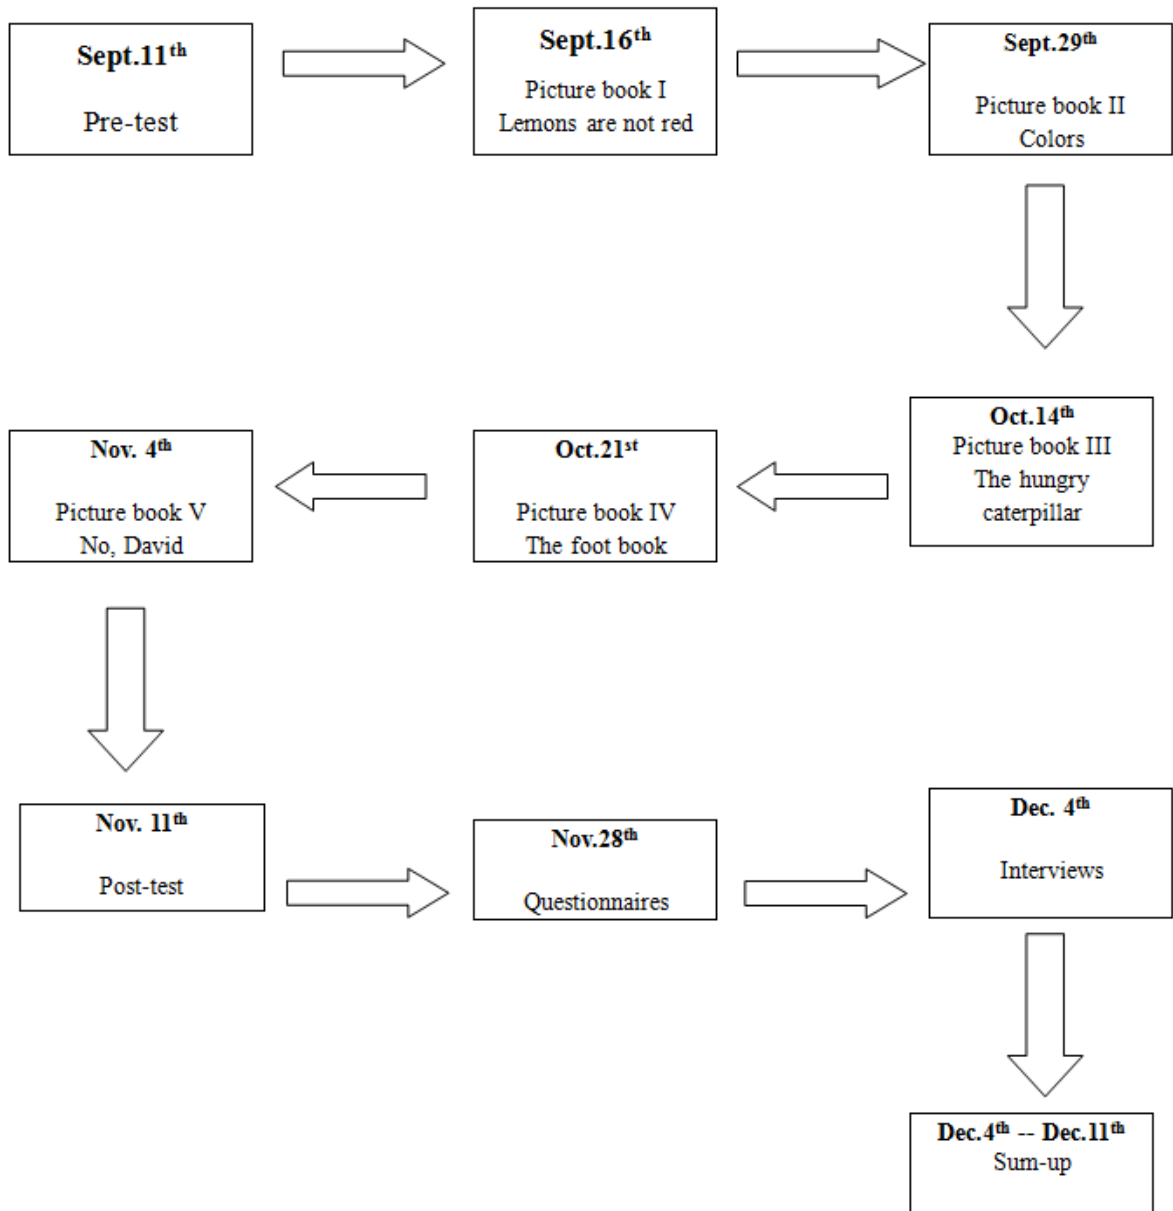 Sept.11th
Pre-test
Sept.16th
Picture book I
Lemons are not red
Sept.29th
Picture book II
Colors
Oct.14th
Picture book III
The hungry
caterpillar
Oct.21st
Picture book IV
The foot book
Nov. 4th
Picture book V
No, David
Nov. 11th
Post-test
Nov.28th
Questionnaires
Dec. 4th
Interviews
Dec.4th -- Dec.11th
Sum-up